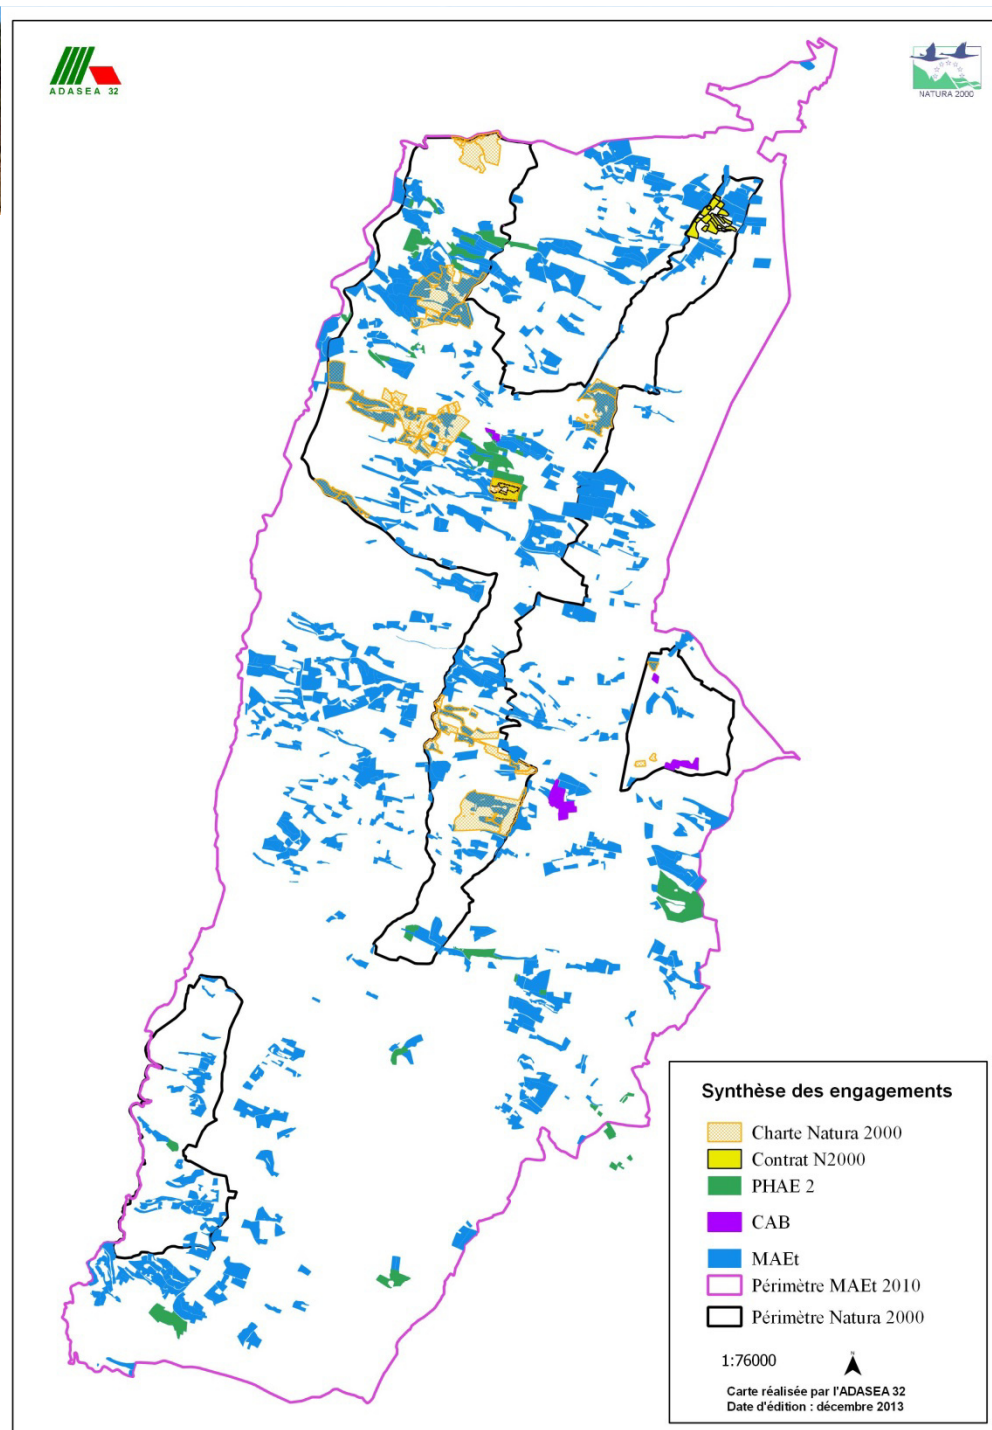 ADASEA 32
NATURA 2000
Synthèse des engagements
Charte Natura 2000
Contrat N2000
PHAE 2
CAB
MAEt
Périmètre MAEt 2010
Périmètre Natura 2000
1:76000
N
Carte réalisée par l'ADASEA 32
Date d'édition : décembre 2013